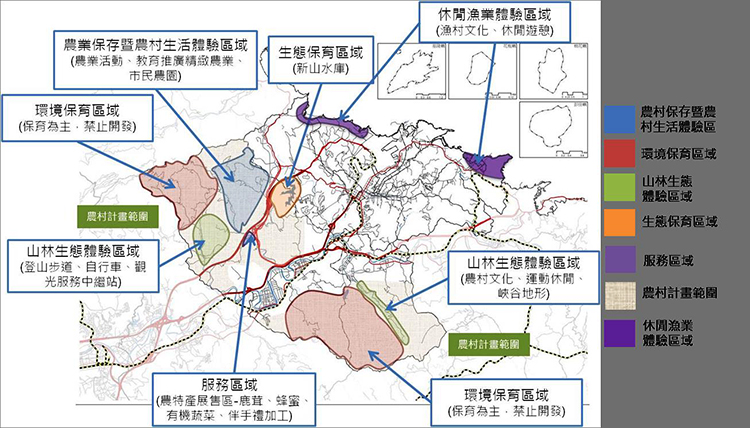 休閒漁業體驗區域
(漁村文化、休閒遊憩)
農業保存暨農村生活體驗區域
(農業活動、教育推廣精緻農業、
市民農園)
生態保育區域
(新山水庫)
環境保育區域
(保育為主，禁止開發)
農村計畫範圍
山林生態體驗區域
(登山步道、自行車、觀
光服務中繼站)
山林生態體驗區域
(農村文化、運動休閒、
峽谷地形)
農村計畫範圍
服務區域
(農特產展售區-鹿茸、蜂蜜、
有機蔬菜、伴手禮加工)
環境保育區域
(保育為主，禁止開發)
農村保存暨農
村生活體驗區
環境保育區域
山林生態
體驗區域
生態保育區域
服務區域
農村計畫範圍
休閒漁業
體驗區域